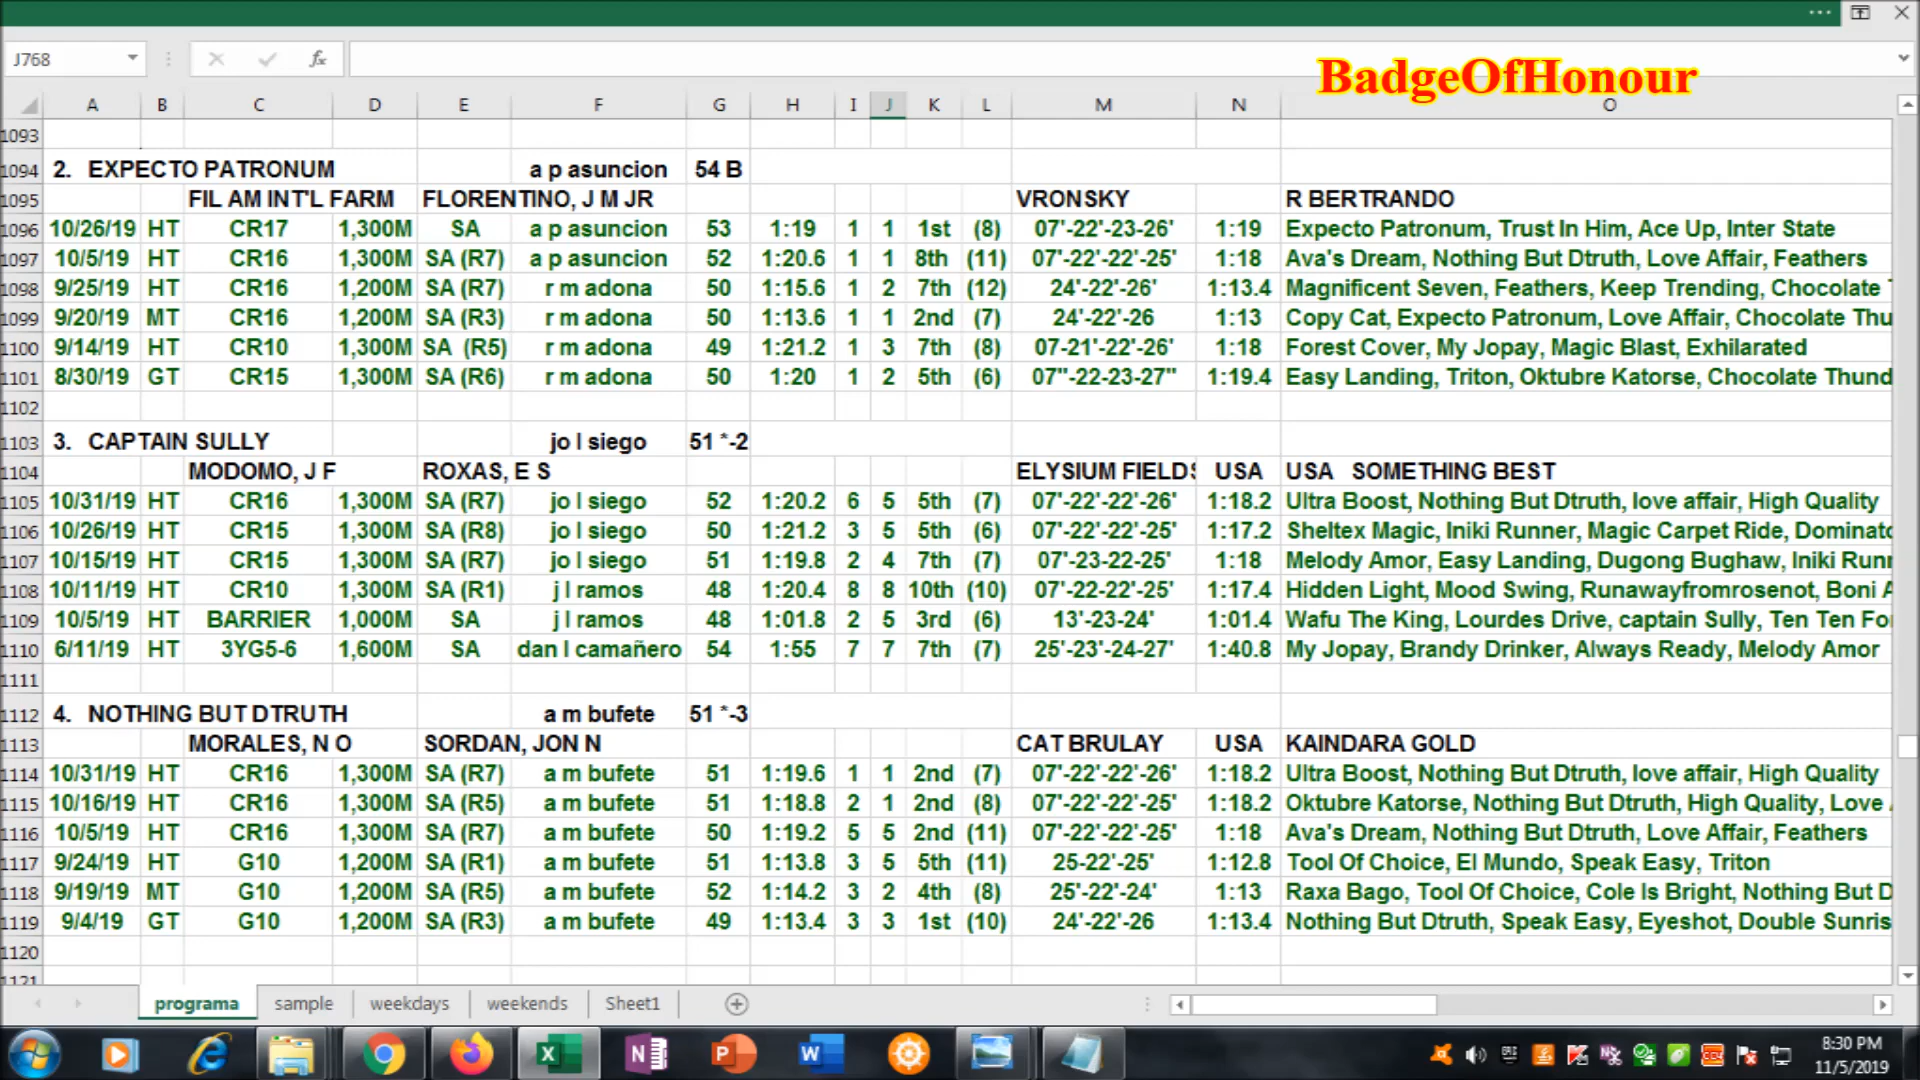 J768
fx
BadgeOfHonour
A B C D E F G H I J K L M N O
1093
1094 2. EXPECTO PATRONUM a p asuncion 54 B
1095 FIL AM INT'L FARM FLORENTINO, J M JR VRONSKY R BERTRANDO
1096 10/26/19 HT CR17 1,300M SA a p asuncion 53 1:19 1 1 1st (8) 07'-22'-23-26' 1:19 Expecto Patronum, Trust In Him, Ace Up, Inter State
1097 10/5/19 HT CR16 1,300M SA (R7) a p asuncion 52 1:20.6 1 1 8th (11) 07'-22'-22'-25' 1:18 Ava's Dream, Nothing But Dtruth, Love Affair, Feathers
1098 9/25/19 HT CR16 1,200M SA (R7) r m adona 50 1:15.6 1 2 7th (12) 24'-22'-26' 1:13.4 Magnificent Seven, Feathers, Keep Trending, Chocolate
1099 9/20/19 MT CR16 1,200M SA (R3) r m adona 50 1:13.6 1 1 2nd (7) 24'-22'-26 1:13 Copy Cat, Expecto Patronum, Love Affair, Chocolate Thu
1100 9/14/19 HT CR10 1,300M SA (R5) r m adona 49 1:21.2 1 3 7th (8) 07-21'-22'-26' 1:18 Forest Cover, My Jopay, Magic Blast, Exhilarated
1101 8/30/19 GT CR15 1,300M SA (R6) r m adona 50 1:20 1 2 5th (6) 07"-22-23-27" 1:19.4 Easy Landing, Triton, Oktubre Katorse, Chocolate Thund
1102
1103 3. CAPTAIN SULLY jo l siego 51 *-2
1104 MODOMO, J F ROXAS, E S ELYSIUM FIELDS USA USA SOMETHING BEST
1105 10/31/19 HT CR16 1,300M SA (R7) jo l siego 52 1:20.2 6 5 5th (7) 07'-22'-22'-26' 1:18.2 Ultra Boost, Nothing But Dtruth, love affair, High Quality
1106 10/26/19 HT CR15 1,300M SA (R8) jo l siego 50 1:21.2 3 5 5th (6) 07'-22'-22'-25' 1:17.2 Sheltex Magic, Iniki Runner, Magic Carpet Ride, Dominato
1107 10/15/19 HT CR15 1,300M SA (R7) jo l siego 51 1:19.8 2 4 7th (7) 07'-23-22-25' 1:18 Melody Amor, Easy Landing, Dugong Bughaw, Iniki Runn
1108 10/11/19 HT CR10 1,300M SA (R1) j l ramos 48 1:20.4 8 8 10th (10) 07'-22-22'-25' 1:17.4 Hidden Light, Mood Swing, Runawayfromrosenot, Boni A
1109 10/5/19 HT BARRIER 1,000M SA j l ramos 48 1:01.8 2 5 3rd (6) 13'-23-24' 1:01.4 Wafu The King, Lourdes Drive, captain Sully, Ten Ten For
1110 6/11/19 HT 3YG5-6 1,600M SA dan l camañero 54 1:55 7 7 7th (7) 25'-23'-24-27' 1:40.8 My Jopay, Brandy Drinker, Always Ready, Melody Amor
1111
1112 4. NOTHING BUT DTRUTH a m bufete 51 *-3
1113 MORALES, N O SORDAN, JON N CAT BRULAY USA KAINDARA GOLD
1114 10/31/19 HT CR16 1,300M SA (R7) a m bufete 51 1:19.6 1 1 2nd (7) 07'-22'-22'-26' 1:18.2 Ultra Boost, Nothing But Dtruth, love affair, High Quality
1115 10/16/19 HT CR16 1,300M SA (R5) a m bufete 51 1:18.8 2 1 2nd (8) 07'-22'-22'-25' 1:18.2 Oktubre Katorse, Nothing But Dtruth, High Quality, Love
1116 10/5/19 HT CR16 1,300M SA (R7) a m bufete 50 1:19.2 5 5 2nd (11) 07'-22'-22'-25' 1:18 Ava's Dream, Nothing But Dtruth, Love Affair, Feathers
1117 9/24/19 HT G10 1,200M SA (R1) a m bufete 51 1:13.8 3 5 5th (11) 25-22'-25' 1:12.8 Tool Of Choice, El Mundo, Speak Easy, Triton
1118 9/19/19 MT G10 1,200M SA (R5) a m bufete 52 1:14.2 3 2 4th (8) 25'-22'-24' 1:13 Raxa Bago, Tool Of Choice, Cole Is Bright, Nothing But D
1119 9/4/19 GT G10 1,200M SA (R3) a m bufete 49 1:13.4 3 3 1st (10) 24'-22'-26 1:13.4 Nothing But Dtruth, Speak Easy, Eyeshot, Double Sunris
1120
1121
programa sample weekdays weekends Sheet1
8:30 PM
11/5/2019